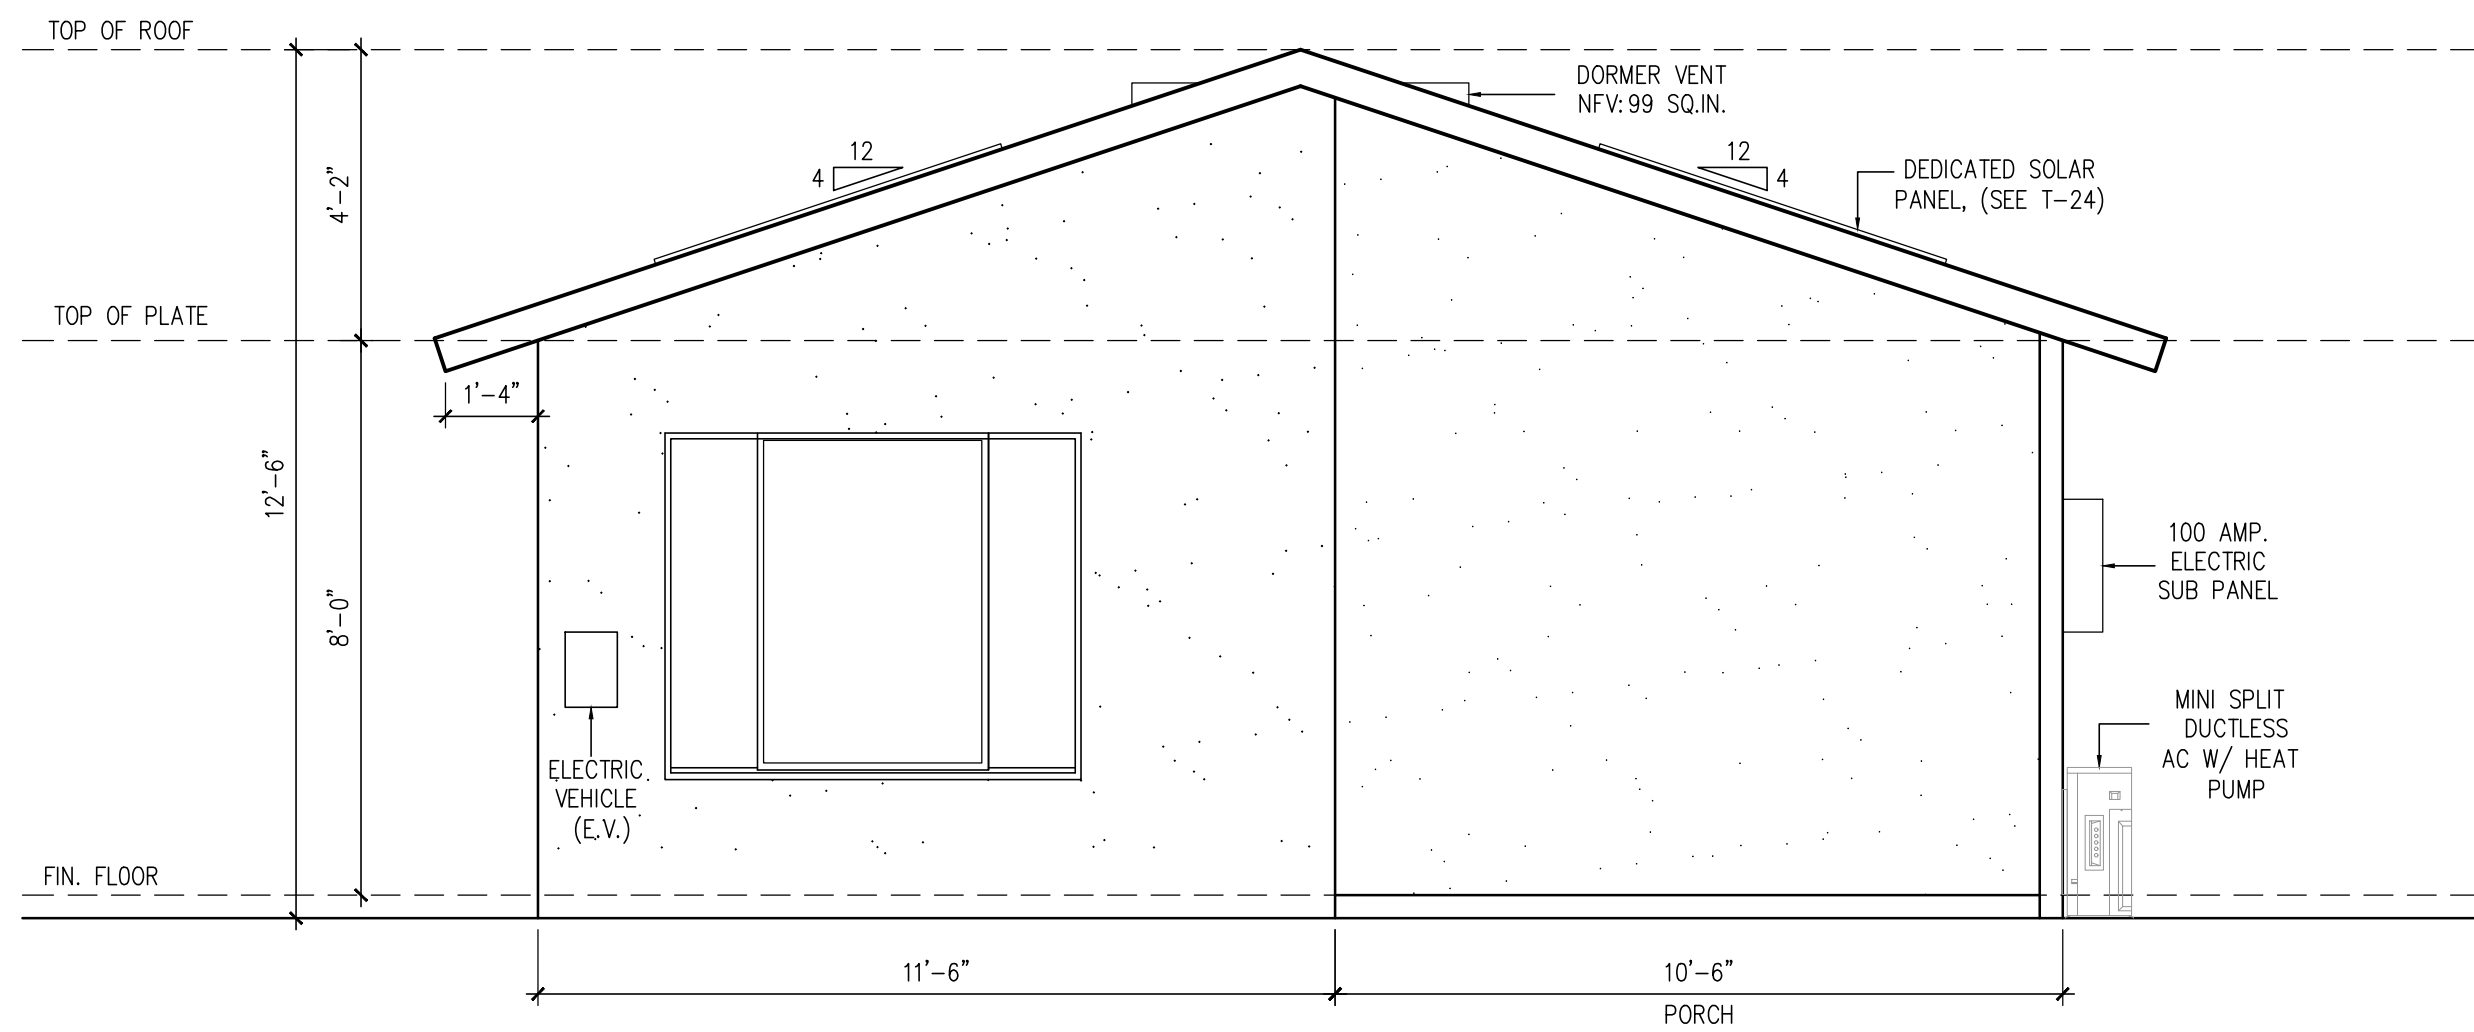 TOP OF ROOF
DORMER VENT
NFV: 99 SQ.IN.
12
4
12
4
DEDICATED SOLAR
PANEL, (SEE T-24)
4'-2"
TOP OF PLATE
1'-4"
12'-6"
8'-0"
100 AMP.
ELECTRIC
SUB PANEL
MINI SPLIT
DUCTLESS
AC W/ HEAT
PUMP
ELECTRIC
VEHICLE
(E.V.)
FIN. FLOOR
11'-6"
10'-6"
PORCH